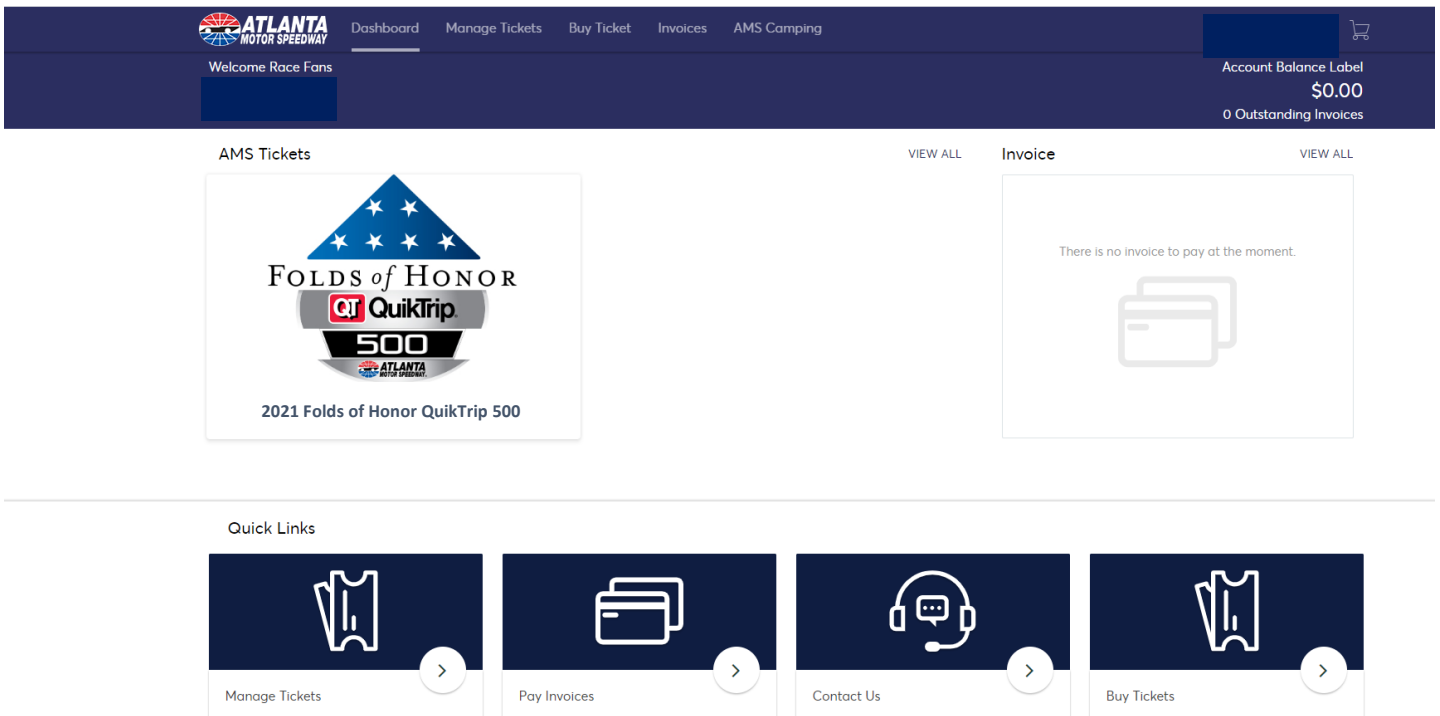 ATLANTA
MOTOR SPEEDWAY
Dashboard
Manage Tickets
Buy Ticket
Invoices
AMS Camping
Welcome Race Fans
Account Balance Label
$0.00
0 Outstanding Invoices
AMS Tickets
VIEW ALL
FOLDS of HONOR
QT QuikTrip
500
ATLANTA
MOTOR SPEEDWAY
2021 Folds of Honor QuikTrip 500
Invoice
VIEW ALL
There is no invoice to pay at the moment.
Quick Links
Manage Tickets
Pay Invoices
Contact Us
Buy Tickets